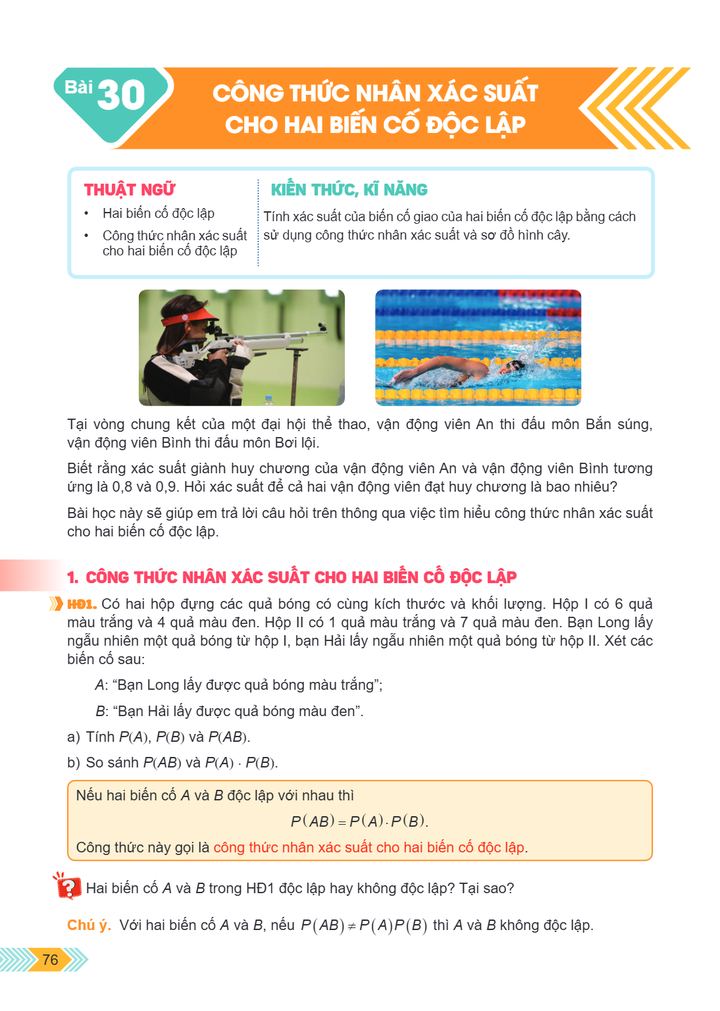 Bài 30
CÔNG THỨC NHÂN XÁC SUẤT
CHO HAI BIẾN CỐ ĐỘC LẬP
THUẬT NGỮ
• Hai biến cố độc lập
• Công thức nhân xác suất
cho hai biến cố độc lập
KIẾN THỨC, KĨ NĂNG
Tính xác suất của biến cố giao của hai biến cố độc lập bằng cách
sử dụng công thức nhân xác suất và sơ đồ hình cây.
Tại vòng chung kết của một đại hội thể thao, vận động viên An thi đấu môn Bắn súng,
vận động viên Bình thi đấu môn Bơi lội.
Biết rằng xác suất giành huy chương của vận động viên An và vận động viên Bình tương
ứng là 0,8 và 0,9. Hỏi xác suất để cả hai vận động viên đạt huy chương là bao nhiêu?
Bài học này sẽ giúp em trả lời câu hỏi trên thông qua việc tìm hiểu công thức nhân xác suất
cho hai biến cố độc lập.
1. CÔNG THỨC NHÂN XÁC SUẤT CHO HAI BIẾN CỐ ĐỘC LẬP
HĐ1. Có hai hộp đựng các quả bóng có cùng kích thước và khối lượng. Hộp I có 6 quả
màu trắng và 4 quả màu đen. Hộp II có 1 quả màu trắng và 7 quả màu đen. Bạn Long lấy
ngẫu nhiên một quả bóng từ hộp I, bạn Hải lấy ngẫu nhiên một quả bóng từ hộp II. Xét các
biến cố sau:
A: “Bạn Long lấy được quả bóng màu trắng”;
B: “Bạn Hải lấy được quả bóng màu đen”.
a) Tính P(A), P(B) và P(AB).
b) So sánh P(AB) và P(A) · P(B).
Nếu hai biến cố A và B độc lập với nhau thì
P(AB) = P(A) · P(B).
Công thức này gọi là công thức nhân xác suất cho hai biến cố độc lập.
? Hai biến cố A và B trong HĐ1 độc lập hay không độc lập? Tại sao?
Chú ý. Với hai biến cố A và B, nếu P(AB) ≠ P(A)P(B) thì A và B không độc lập.
76